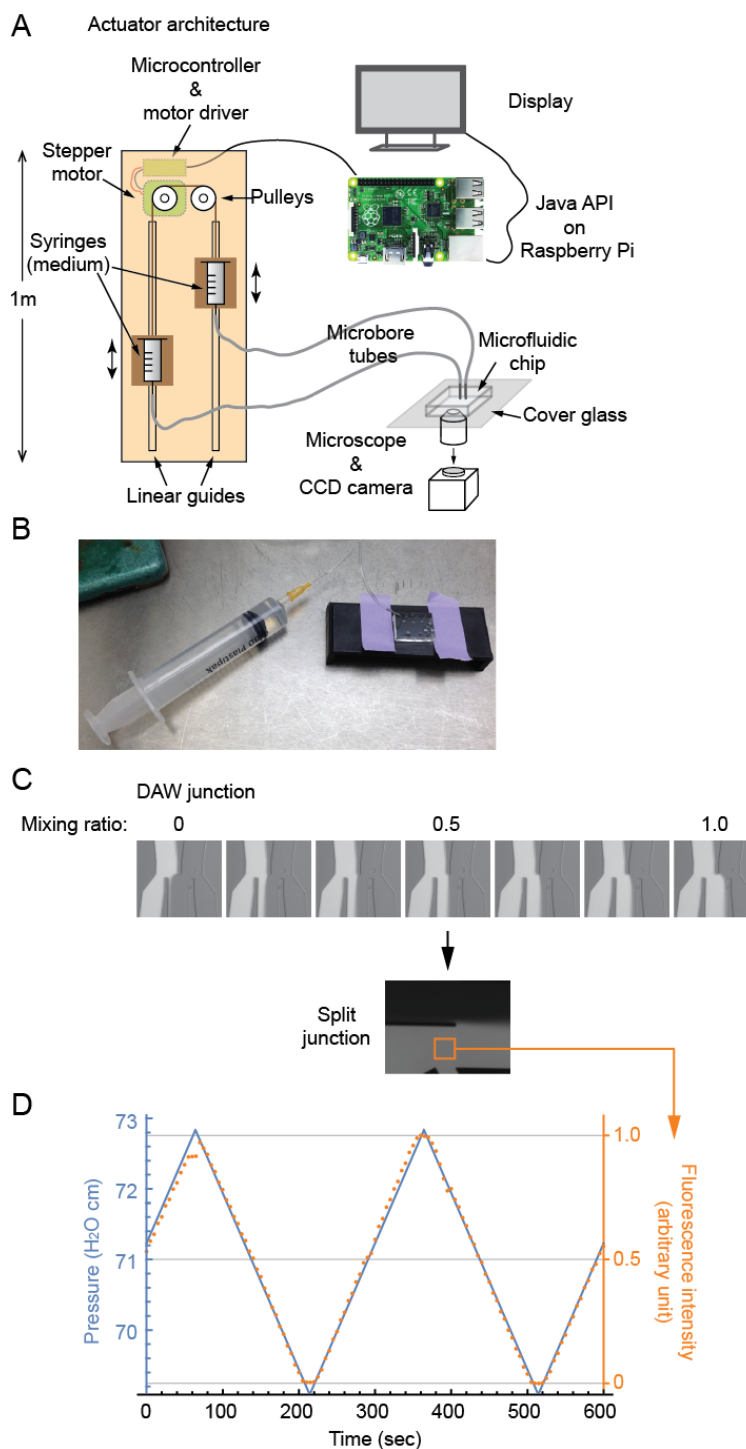 A
Actuator architecture
Microcontroller
&
motor driver
Display
Stepper
motor
Pulleys
Java API
on
Raspberry Pi
Syringes
(medium)
1m
Microbore
tubes
Microfluidic
chip
Cover glass
Microscope
&
CCD camera
Linear guides
B
Plastipak
C
DAW junction
Mixing ratio: 0 0.5 1.0
Split
junction
D
73
72
71
70
Pressure (H₂O cm)
1.0
0.5
0
Fluorescence intensity
(arbitrary unit)
0 100 200 300 400 500 600
Time (sec)